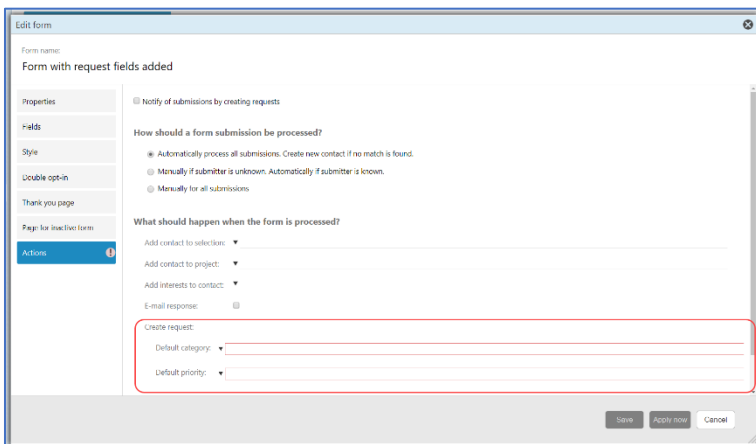 Edit form
Form name:
Form with request fields added
Properties
Fields
Style
Double opt-in
Thank you page
Page for inactive form
Actions
Notify of submissions by creating requests
How should a form submission be processed?
Automatically process all submissions. Create new contact if no match is found.
Manually if submitter is unknown. Automatically if submitter is known.
Manually for all submissions
What should happen when the form is processed?
Add contact to selection:
Add contact to project:
Add interests to contact:
E-mail response:
Create request:
Default category:
Default priority:
Save Apply now Cancel